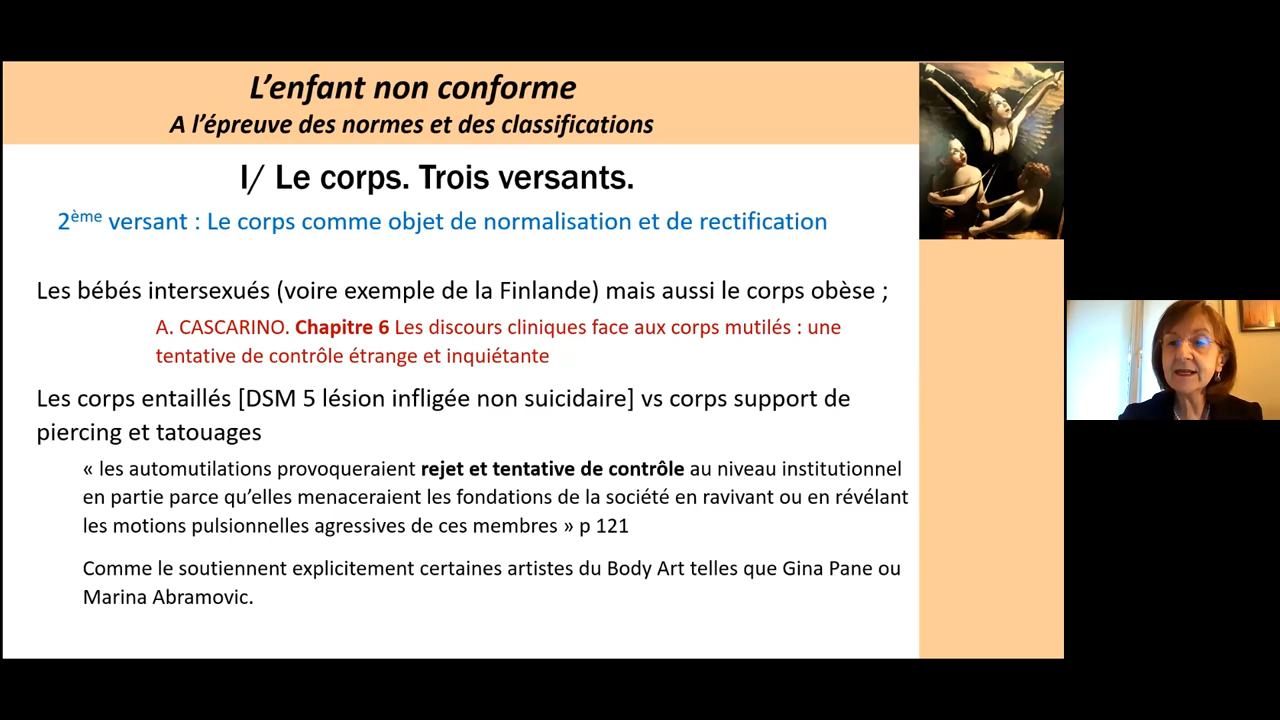 L’enfant non conforme
A l’épreuve des normes et des classifications
I/ Le corps. Trois versants.
2ème versant : Le corps comme objet de normalisation et de rectification
Les bébés intersexués (voire exemple de la Finlande) mais aussi le corps obèse ;
A. CASCARINO. Chapitre 6 Les discours cliniques face aux corps mutilés : une
tentative de contrôle étrange et inquiétante
Les corps entaillés [DSM 5 lésion infligée non suicidaire] vs corps support de
piercing et tatouages
« les automutilations provoqueraient rejet et tentative de contrôle au niveau institutionnel
en partie parce qu’elles menaceraient les fondations de la société en ravivant ou en révélant
les motions pulsionnelles agressives de ces membres » p 121
Comme le soutiennent explicitement certaines artistes du Body Art telles que Gina Pane ou
Marina Abramovic.